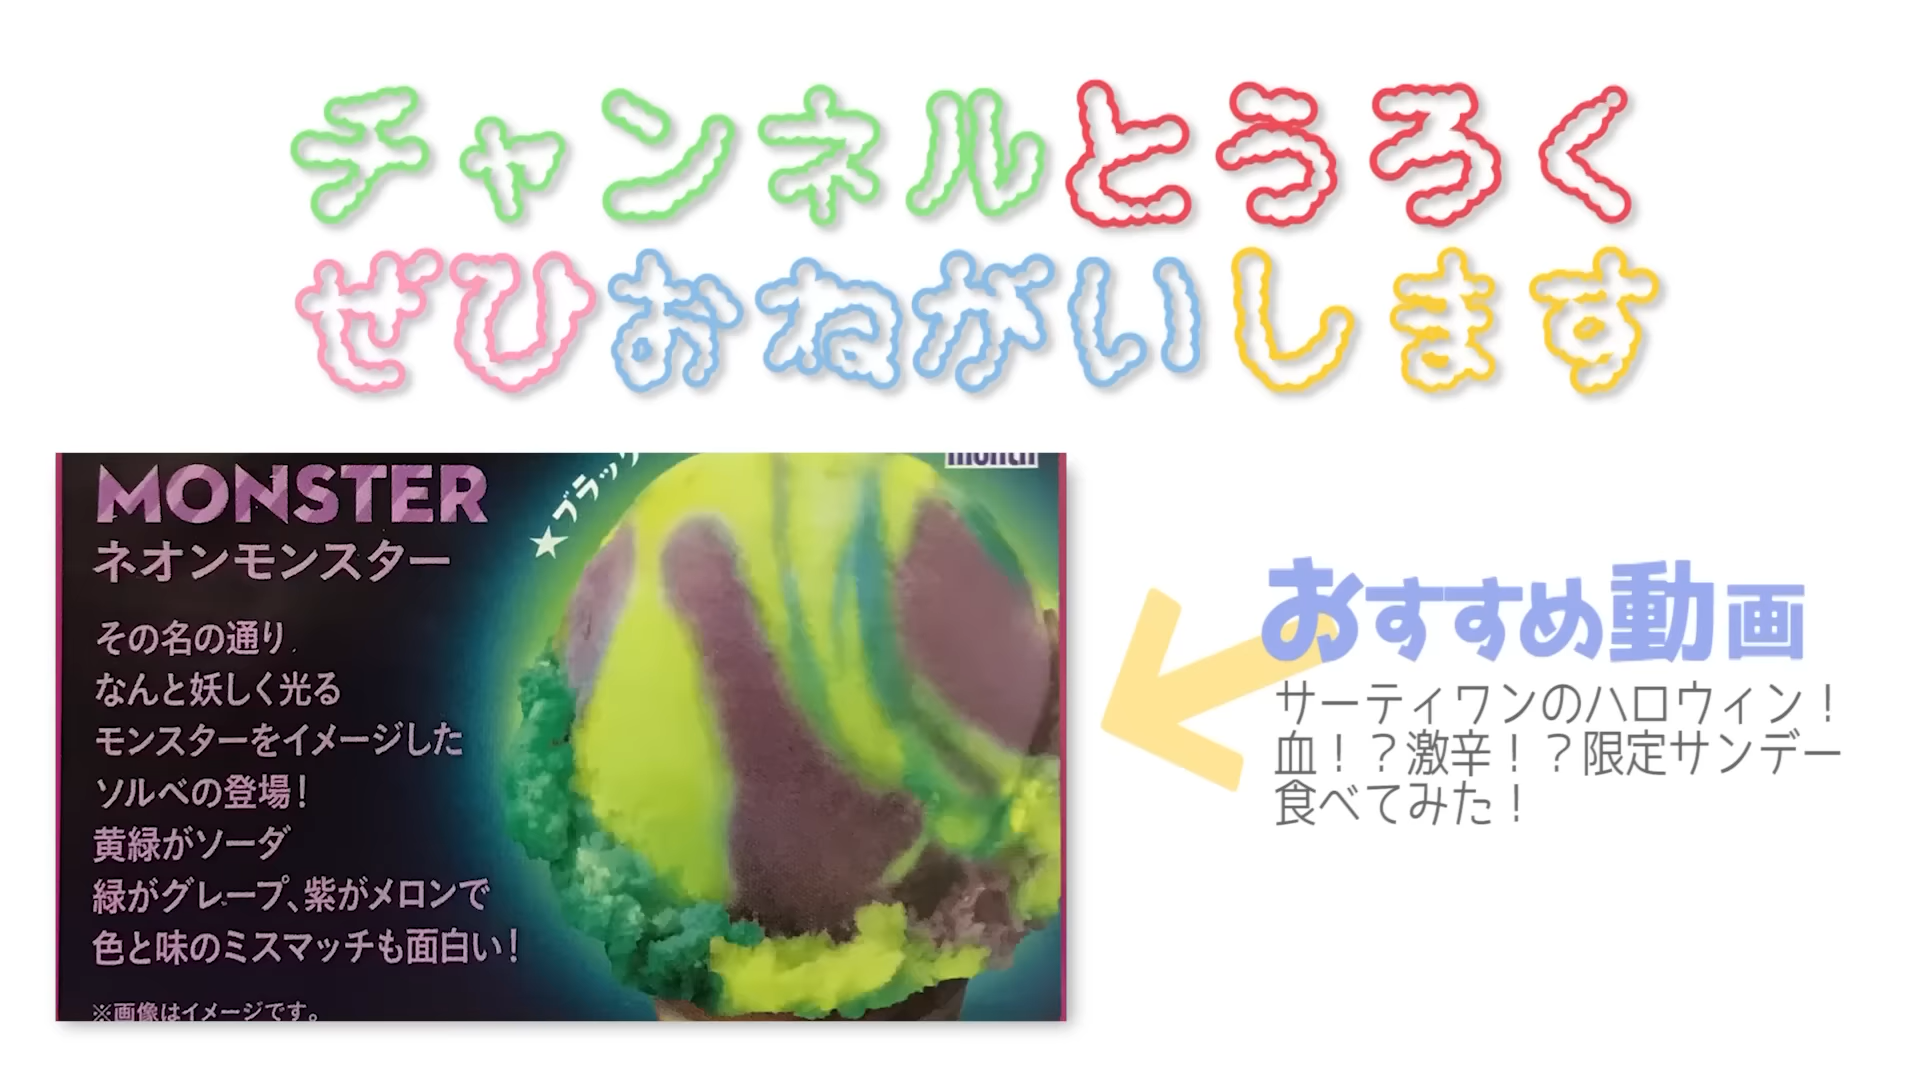 チャンネルとうろく
ぜひおねがいします
MONSTER
ネオンモンスター
★ブラック
その名の通り
なんと妖しく光る
モンスターをイメージした
ソルベの登場！
黄緑がソーダ
緑がグレープ、紫がメロンで
色と味のミスマッチも面白い！
※画像はイメージです。
month
おすすめ動画
サーティワンのハロウィン！
血！？激辛！？限定サンデー
食べてみた！